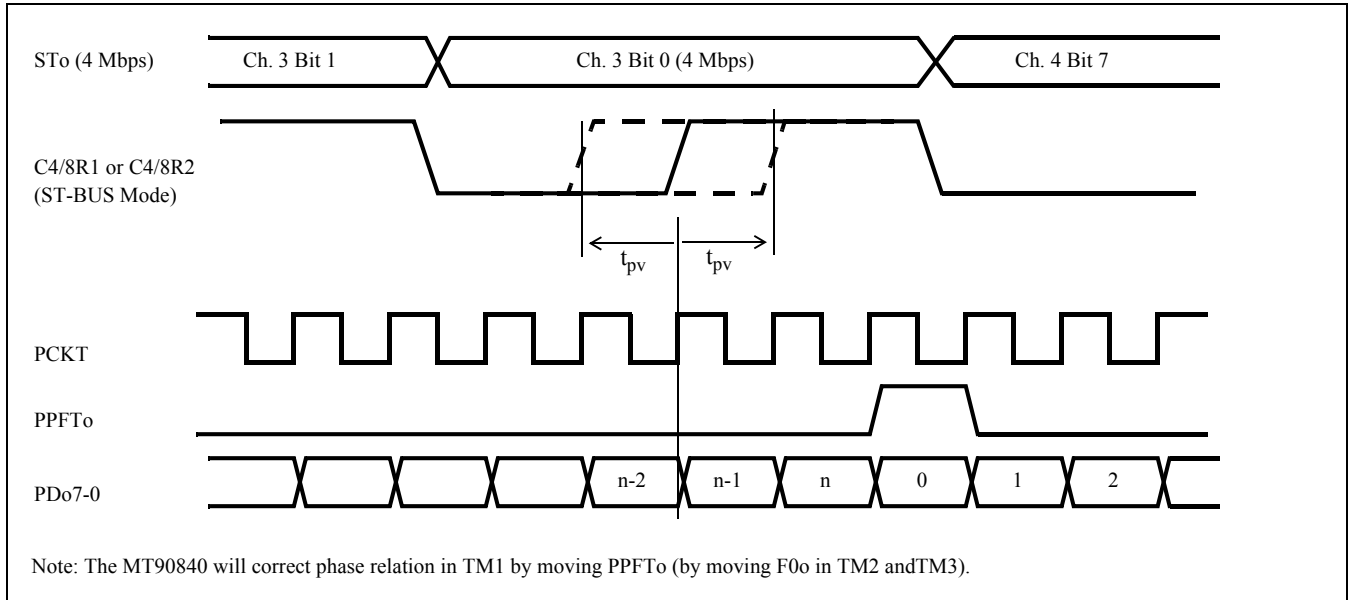 STo (4 Mbps)
Ch. 3 Bit 1
Ch. 3 Bit 0 (4 Mbps)
Ch. 4 Bit 7
C4/8R1 or C4/8R2
(ST-BUS Mode)
tpv
tpv
PCKT
PPFTo
PDo7-0
n-2
n-1
n
0
1
2
Note: The MT90840 will correct phase relation in TM1 by moving PPFTo (by moving F0o in TM2 andTM3).